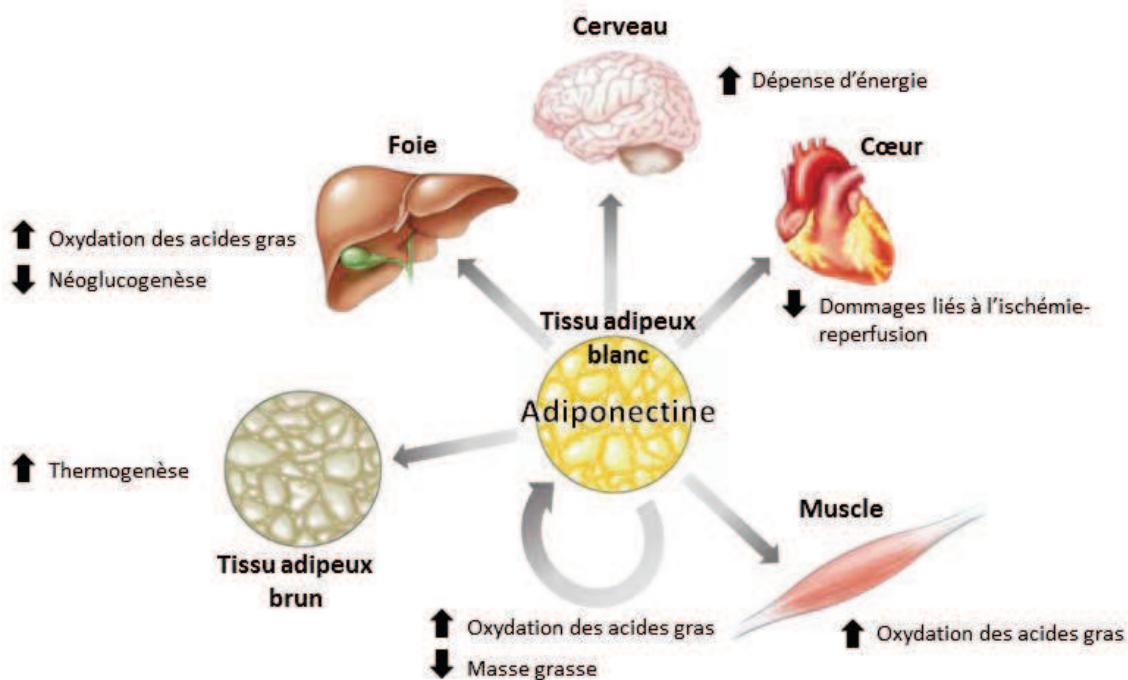 Cerveau
Dépense d'énergie
Foie
Cœur
Oxydation des acides gras
Néoglucogenèse
Dommages liés à l'ischémie-
reperfusion
Tissu adipeux
blanc
Adiponectine
Thermogenèse
Tissu adipeux
brun
Muscle
Oxydation des acides gras
Masse grasse
Oxydation des acides gras